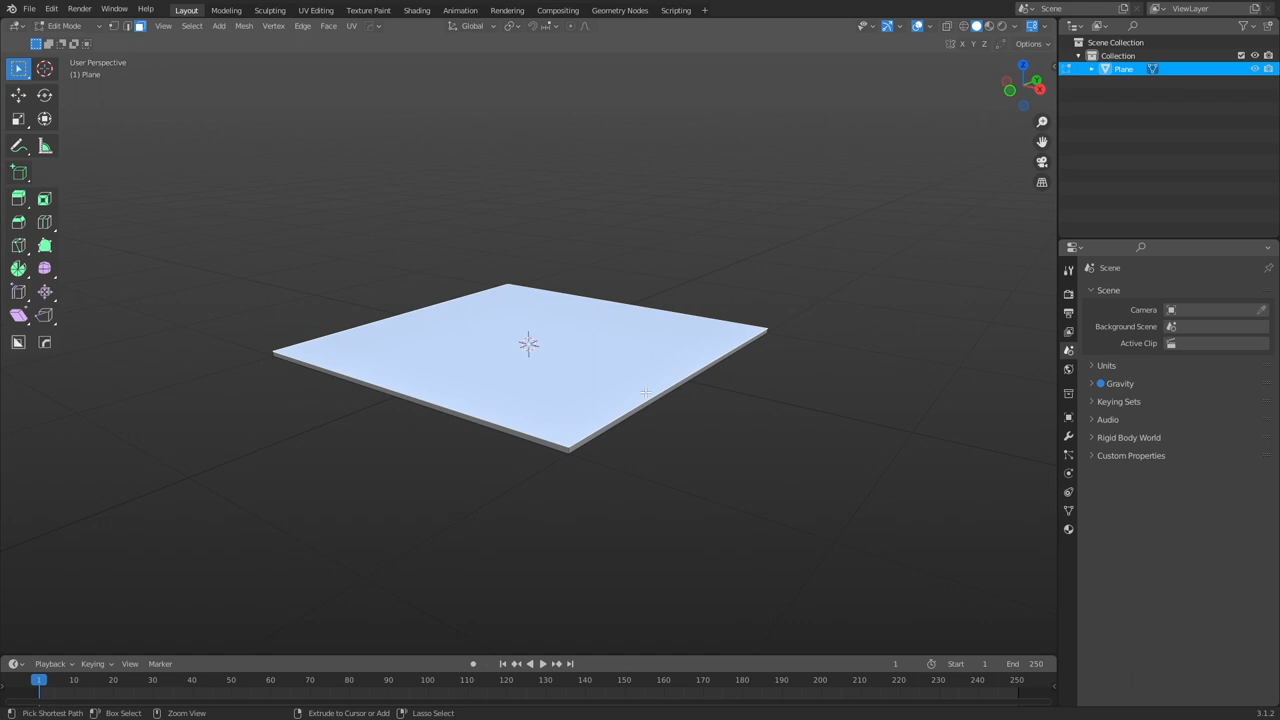 File Edit Render Window Help Layout Modeling Sculpting UV Editing Texture Paint Shading Animation Rendering Compositing Geometry Nodes Scripting + Scene ViewLayer
Edit Mode View Select Add Mesh Vertex Edge Face UV Global
X Y Z Options
User Perspective
(1) Plane
Z
Y
X
Scene Collection
Collection
Plane
Scene
Scene
Camera
Background Scene
Active Clip
Units
Gravity
Keying Sets
Audio
Rigid Body World
Custom Properties
Playback Keying View Marker 1 Start 1 End 250
1 10 20 30 40 50 60 70 80 90 100 110 120 130 140 150 160 170 180 190 200 210 220 230 240 250
Pick Shortest Path Box Select Zoom View Extrude to Cursor or Add Lasso Select 3.1.2